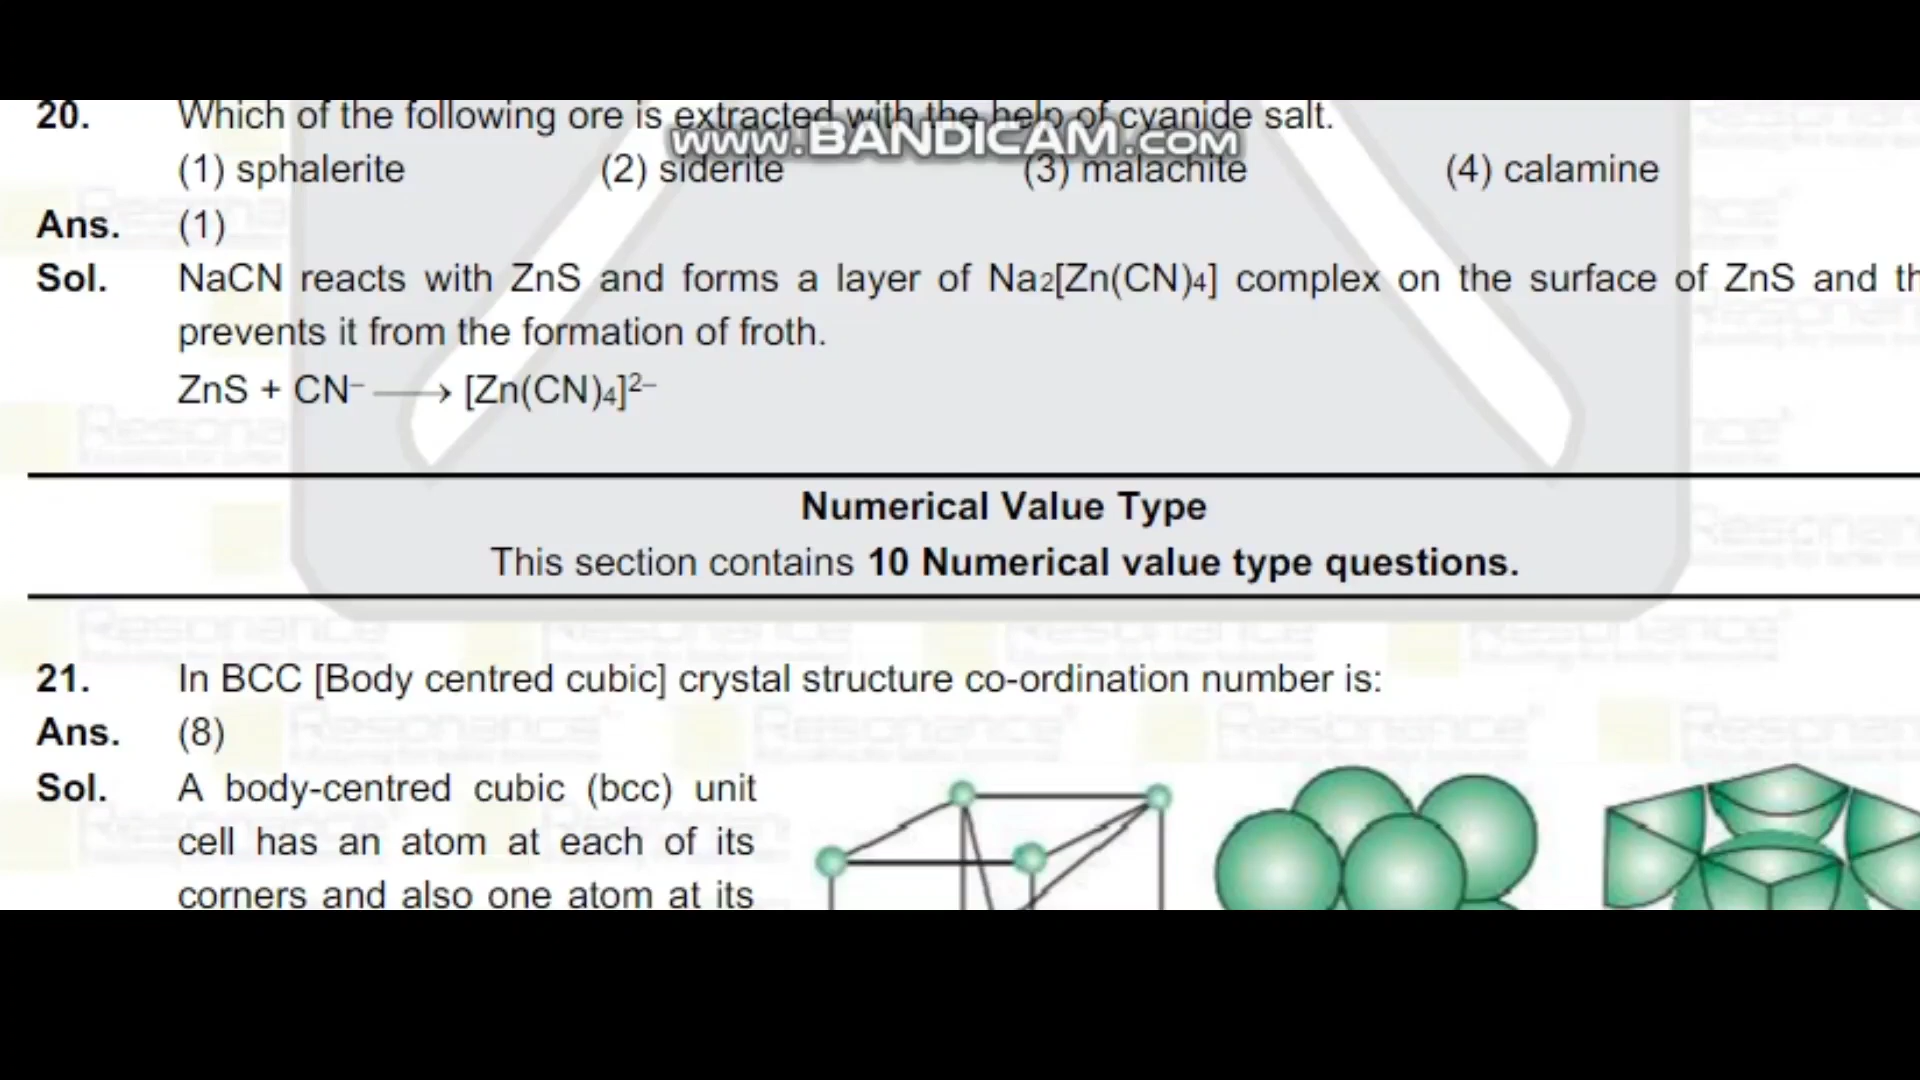 20. Which of the following ore is extracted with the help of cyanide salt.
www.BANDICAM.com
(1) sphalerite (2) siderite (3) malachite (4) calamine
Ans. (1)
Sol. NaCN reacts with ZnS and forms a layer of Na2[Zn(CN)4] complex on the surface of ZnS and
prevents it from the formation of froth.
ZnS + CN– ⟶ [Zn(CN)4]2–
Numerical Value Type
This section contains 10 Numerical value type questions.
21. In BCC [Body centred cubic] crystal structure co-ordination number is:
Ans. (8)
Sol. A body-centred cubic (bcc) unit
cell has an atom at each of its
corners and also one atom at its